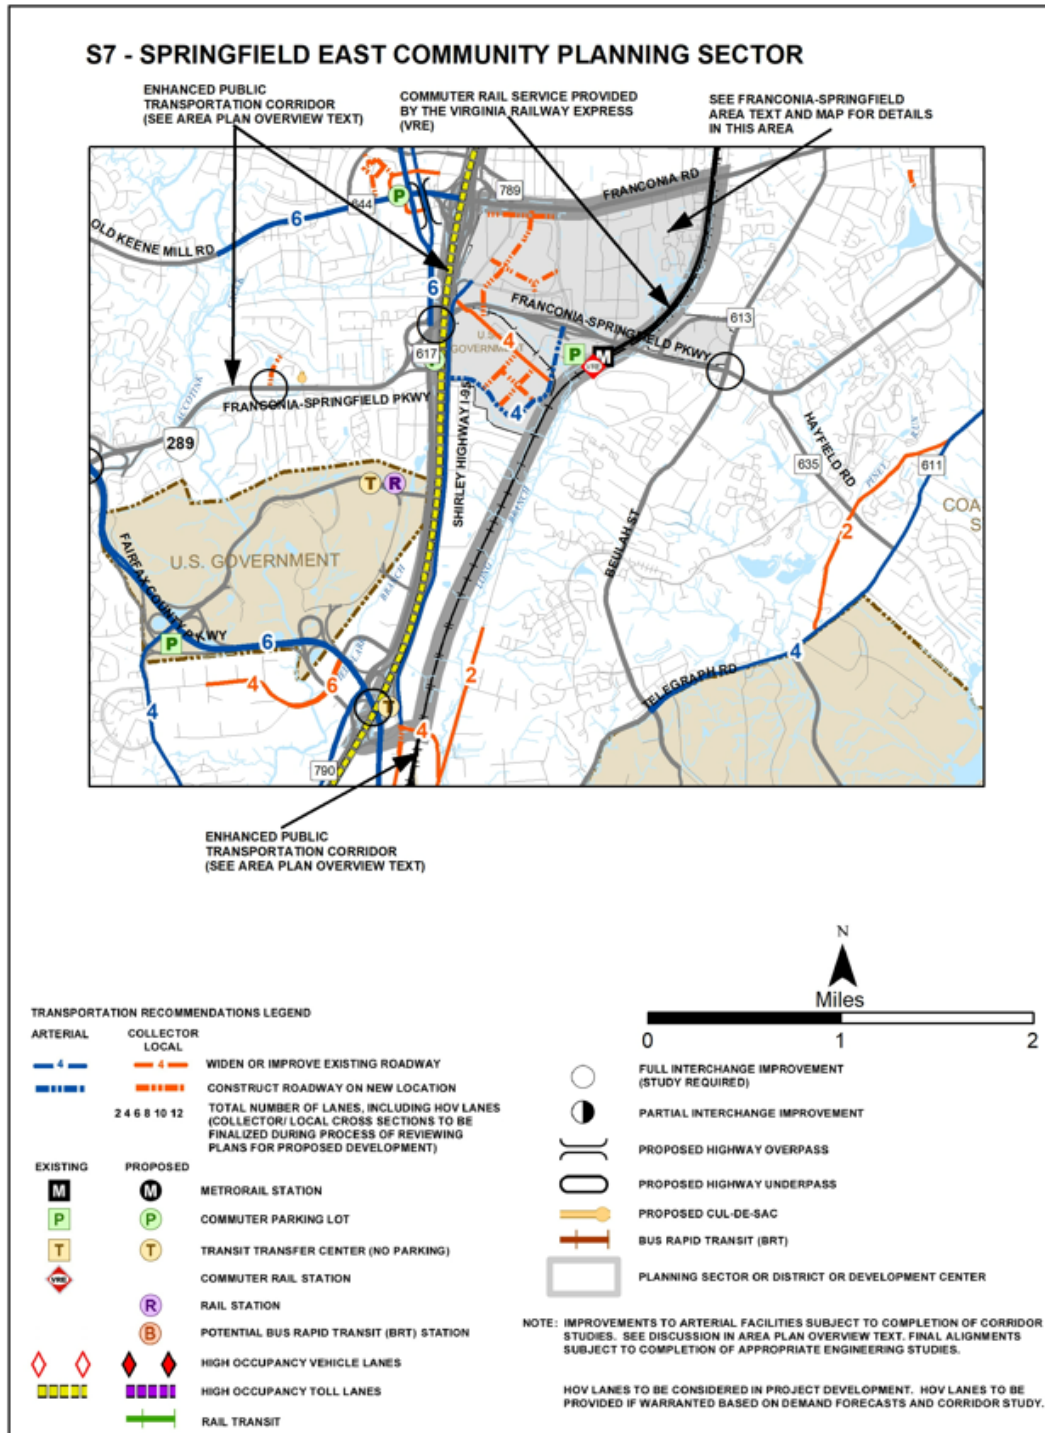 S7 - SPRINGFIELD EAST COMMUNITY PLANNING SECTOR
ENHANCED PUBLIC
TRANSPORTATION CORRIDOR
(SEE AREA PLAN OVERVIEW TEXT)
COMMUTER RAIL SERVICE PROVIDED
BY THE VIRGINIA RAILWAY EXPRESS
(VRE)
SEE FRANCONIA-SPRINGFIELD
AREA TEXT AND MAP FOR DETAILS
IN THIS AREA
789
FRANCONIA RD
P
644
6
OLD KEENE MILL RD
6
613
FRANCONIA-SPRINGFIELD PKWY
4
U.S.
GOVERNMENT
617
P
M
VRE
FRANCONIA-SPRINGFIELD PKWY
4
289
SHIRLEY HIGHWAY I-95
HAYFIELD RD
635
611
PINEY
RUN
T
R
COA
S
2
U.S. GOVERNMENT
LONG
BRANCH
BEULAH ST
FAIRFAX COUNTY PKWY
BRANCH
P
6
4
6
4
T
2
4
TELEGRAPH RD
4
790
ENHANCED PUBLIC
TRANSPORTATION CORRIDOR
(SEE AREA PLAN OVERVIEW TEXT)
N
Miles
0 1 2
TRANSPORTATION RECOMMENDATIONS LEGEND
ARTERIAL COLLECTOR
LOCAL
4 4 WIDEN OR IMPROVE EXISTING ROADWAY
CONSTRUCT ROADWAY ON NEW LOCATION
2 4 6 8 10 12 TOTAL NUMBER OF LANES, INCLUDING HOV LANES
(COLLECTOR/ LOCAL CROSS SECTIONS TO BE
FINALIZED DURING PROCESS OF REVIEWING
PLANS FOR PROPOSED DEVELOPMENT)
EXISTING PROPOSED
M M METRORAIL STATION
P P COMMUTER PARKING LOT
T T TRANSIT TRANSFER CENTER (NO PARKING)
VRE COMMUTER RAIL STATION
R RAIL STATION
B POTENTIAL BUS RAPID TRANSIT (BRT) STATION
HIGH OCCUPANCY VEHICLE LANES
HIGH OCCUPANCY TOLL LANES
RAIL TRANSIT
FULL INTERCHANGE IMPROVEMENT
(STUDY REQUIRED)
PARTIAL INTERCHANGE IMPROVEMENT
PROPOSED HIGHWAY OVERPASS
PROPOSED HIGHWAY UNDERPASS
PROPOSED CUL-DE-SAC
BUS RAPID TRANSIT (BRT)
PLANNING SECTOR OR DISTRICT OR DEVELOPMENT CENTER
NOTE: IMPROVEMENTS TO ARTERIAL FACILITIES SUBJECT TO COMPLETION OF CORRIDOR
STUDIES. SEE DISCUSSION IN AREA PLAN OVERVIEW TEXT. FINAL ALIGNMENTS
SUBJECT TO COMPLETION OF APPROPRIATE ENGINEERING STUDIES.
HOV LANES TO BE CONSIDERED IN PROJECT DEVELOPMENT. HOV LANES TO BE
PROVIDED IF WARRANTED BASED ON DEMAND FORECASTS AND CORRIDOR STUDY.